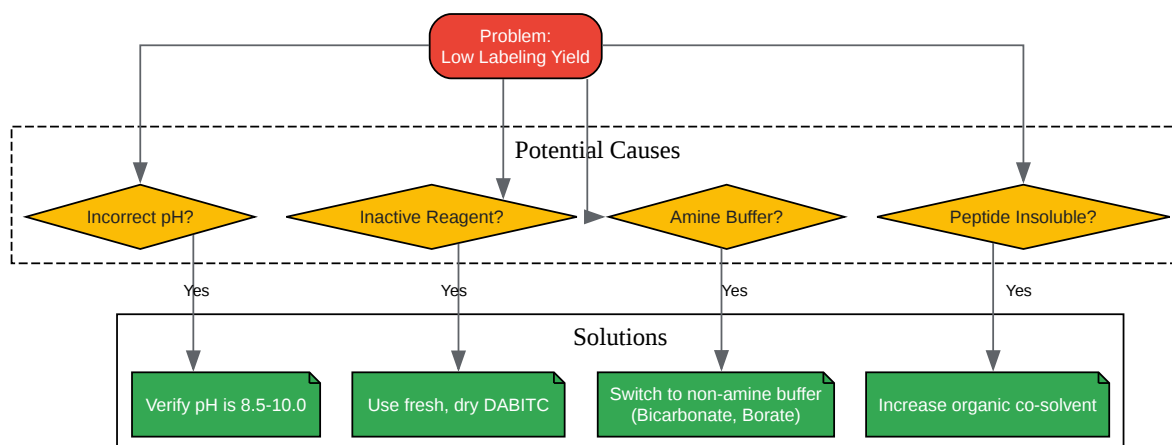 Problem:
Low Labeling Yield
Potential Causes
Incorrect pH?
Inactive Reagent?
Amine Buffer?
Peptide Insoluble?
Yes
Yes
Yes
Yes
Solutions
Verify pH is 8.5-10.0
Use fresh, dry DABITC
Switch to non-amine buffer
(Bicarbonate, Borate)
Increase organic co-solvent